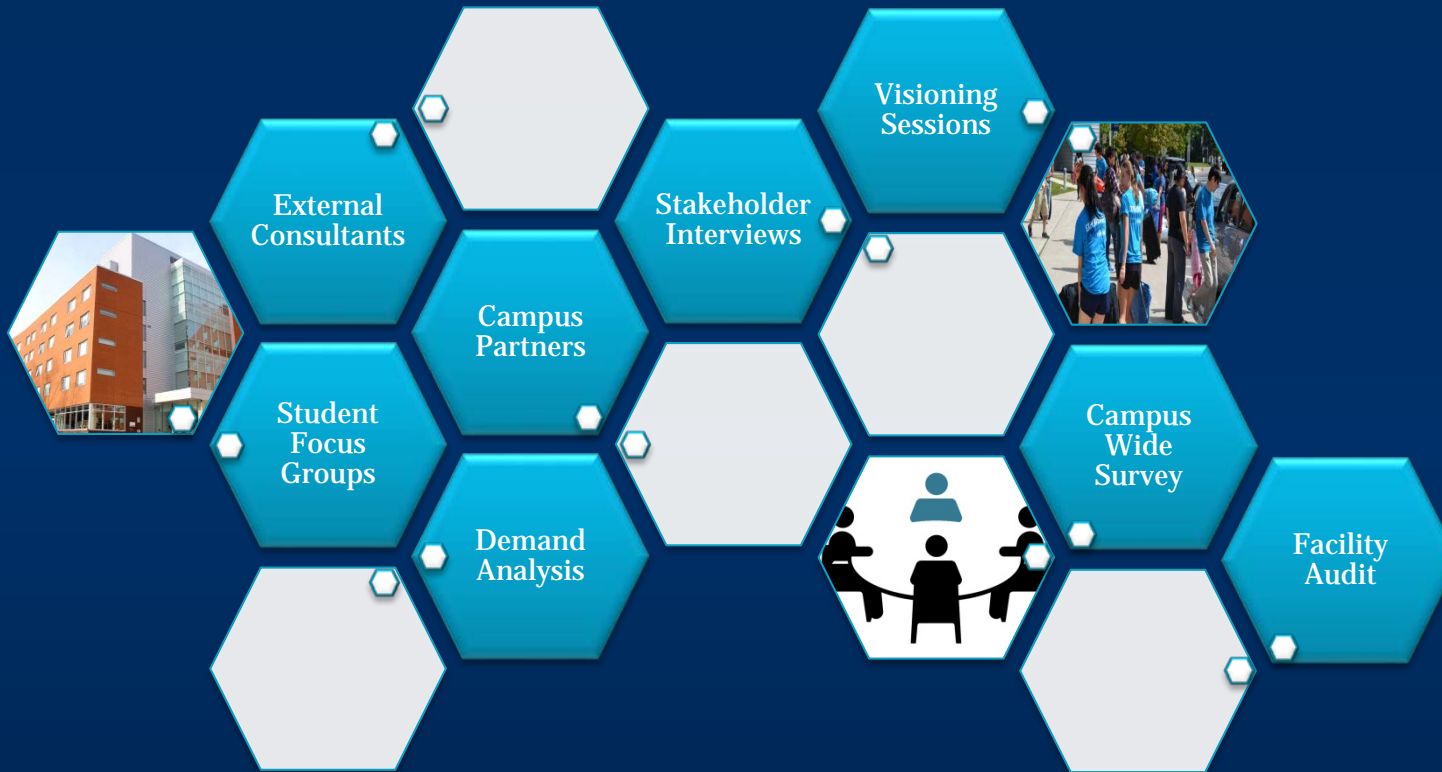 External
Consultants
Campus
Partners
Student
Focus
Groups
Demand
Analysis
Stakeholder
Interviews
Visioning
Sessions
Campus
Wide
Survey
Facility
Audit